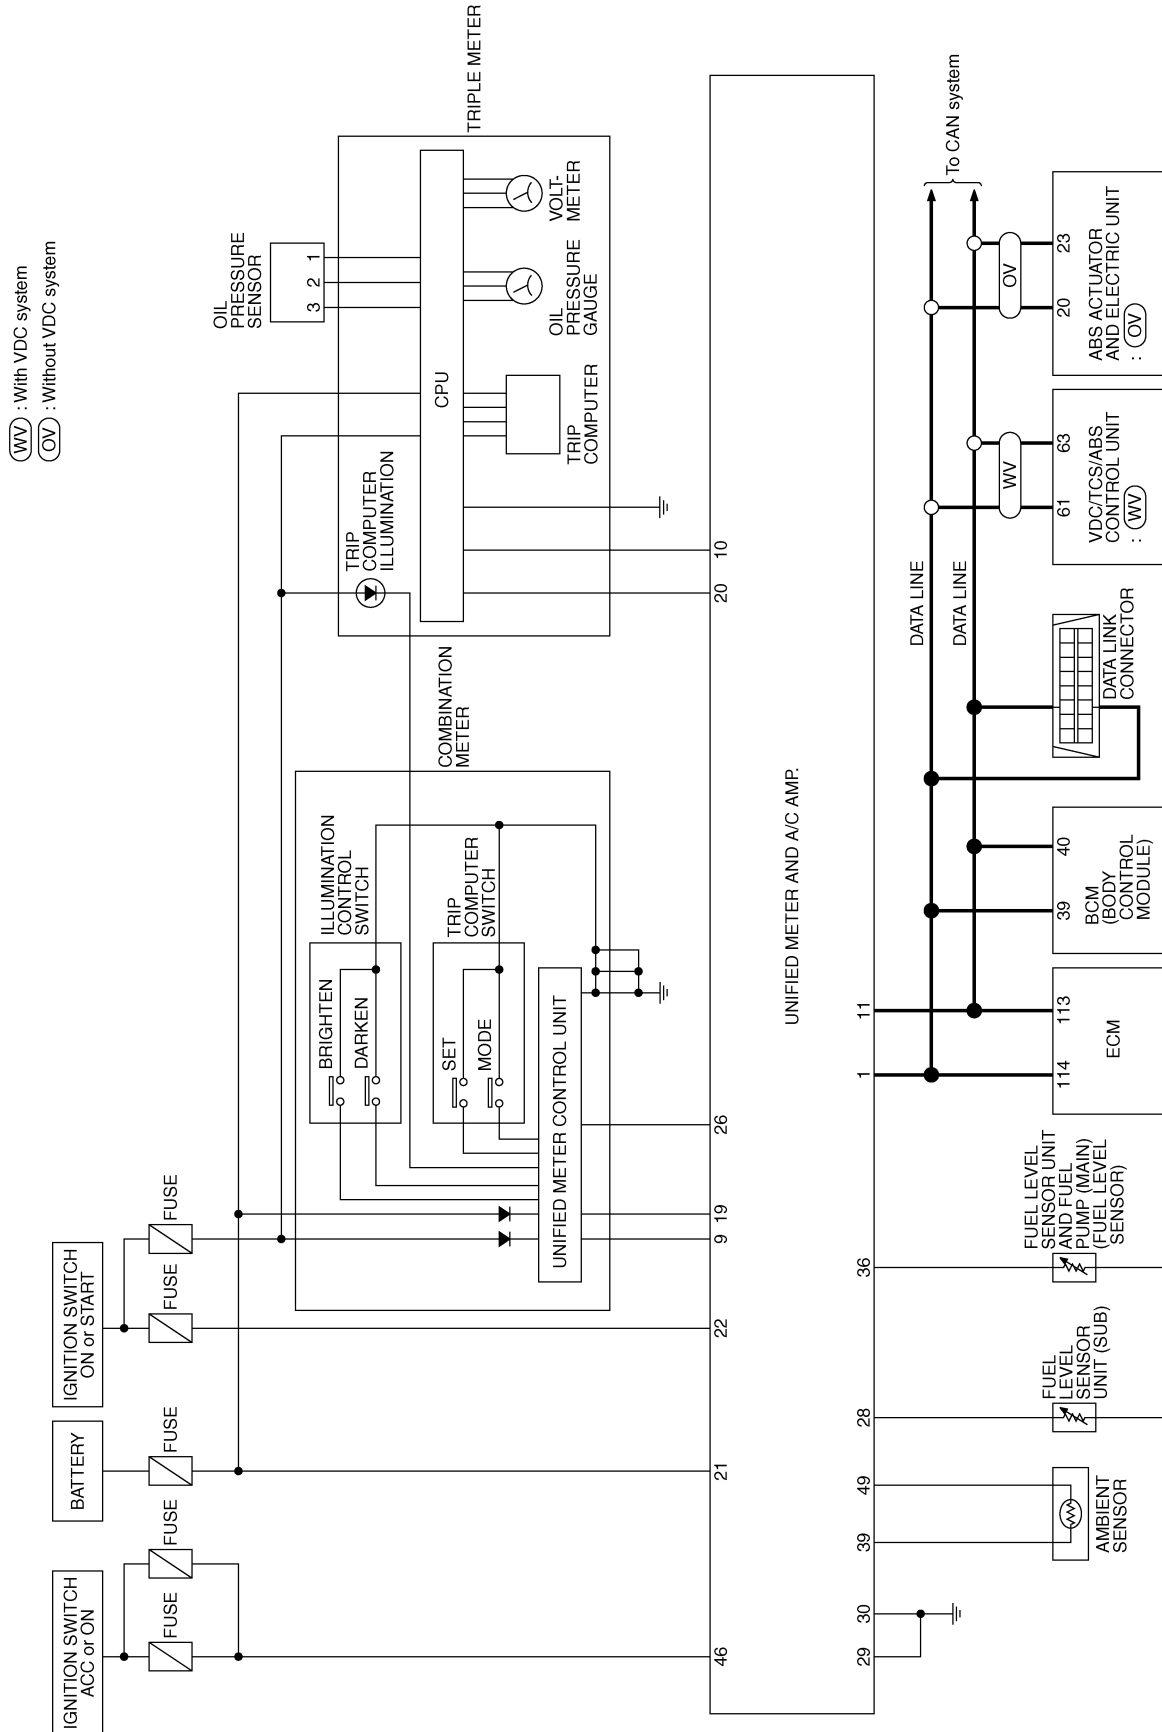 WV : With VDC system
OV : Without VDC system
IGNITION SWITCH
ACC or ON
FUSE
FUSE
BATTERY
FUSE
IGNITION SWITCH
ON or START
FUSE
FUSE
COMBINATION
METER
ILLUMINATION
CONTROL
SWITCH
BRIGHTEN
DARKEN
TRIP
COMPUTER
SWITCH
SET
MODE
UNIFIED METER CONTROL UNIT
TRIPLE METER
OIL
PRESSURE
SENSOR
3 2 1
TRIP
COMPUTER
ILLUMINATION
CPU
TRIP
COMPUTER
OIL
PRESSURE
GAUGE
VOLT-
METER
46 21 22 9 19 26 20 10
UNIFIED METER AND A/C AMP.
29 30 39 49 28 36 1 11
AMBIENT
SENSOR
FUEL
LEVEL
SENSOR
UNIT (SUB)
FUEL LEVEL
SENSOR UNIT
AND FUEL
PUMP (MAIN)
(FUEL LEVEL
SENSOR)
DATA LINE
DATA LINE
To CAN system
114 113
ECM
39 40
BCM
(BODY
CONTROL
MODULE)
DATA LINK
CONNECTOR
WV
61 63
VDC/TCS/ABS
CONTROL UNIT
: WV
OV
20 23
ABS ACTUATOR
AND ELECTRIC UNIT
: OV